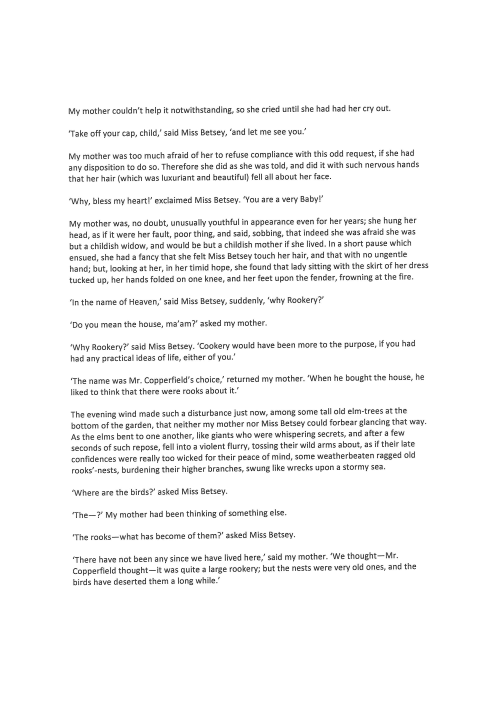 My mother couldn't help it notwithstanding, so she cried until she had had her cry out.
'Take off your cap, child,' said Miss Betsey, 'and let me see you.'
My mother was too much afraid of her to refuse compliance with this odd request, if she had
any disposition to do so. Therefore she did as she was told, and did it with such nervous hands
that her hair (which was luxuriant and beautiful) fell all about her face.
'Why, bless my heart!' exclaimed Miss Betsey. 'You are a very Baby!'
My mother was, no doubt, unusually youthful in appearance even for her years; she hung her
head, as if it were her fault, poor thing, and said, sobbing, that indeed she was afraid she was
but a childish widow, and would be but a childish mother if she lived. In a short pause which
ensued, she had a fancy that she felt Miss Betsey touch her hair, and that with no ungentle
hand; but, looking at her, in her timid hope, she found that lady sitting with the skirt of her dress
tucked up, her hands folded on one knee, and her feet upon the fender, frowning at the fire.
'In the name of Heaven,' said Miss Betsey, suddenly, 'why Rookery?'
'Do you mean the house, ma'am?' asked my mother.
'Why Rookery?' said Miss Betsey. 'Cookery would have been more to the purpose, if you had
had any practical ideas of life, either of you.'
'The name was Mr. Copperfield's choice,' returned my mother. 'When he bought the house, he
liked to think that there were rooks about it.'
The evening wind made such a disturbance just now, among some tall old elm-trees at the
bottom of the garden, that neither my mother nor Miss Betsey could forbear glancing that way.
As the elms bent to one another, like giants who were whispering secrets, and after a few
seconds of such repose, fell into a violent flurry, tossing their wild arms about, as if their late
confidences were really too wicked for their peace of mind, some weatherbeaten ragged old
rooks'-nests, burdening their higher branches, swung like wrecks upon a stormy sea.
'Where are the birds?' asked Miss Betsey.
'The—?' My mother had been thinking of something else.
'The rooks—what has become of them?' asked Miss Betsey.
'There have not been any since we have lived here,' said my mother. 'We thought—Mr.
Copperfield thought—it was quite a large rookery; but the nests were very old ones, and the
birds have deserted them a long while.'